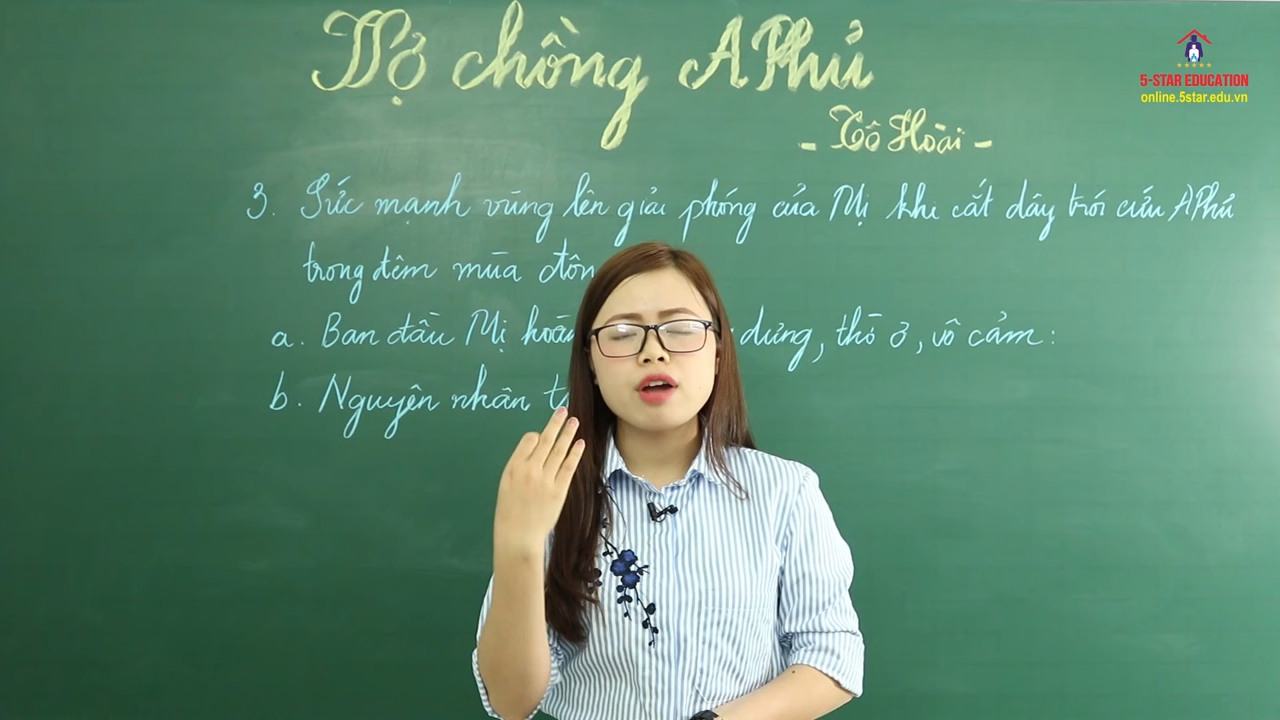 Vợ chồng A Phủ
- Tô Hoài -
5-STAR EDUCATION
online.5star.edu.vn
3. Sức mạnh vùng lên giải phóng của Mị khi cắt dây trói cứu A Phủ
trong đêm mùa
a. Ban đầu Mị dưng, thờ ơ, vô cảm:
b. Nguyên nhân